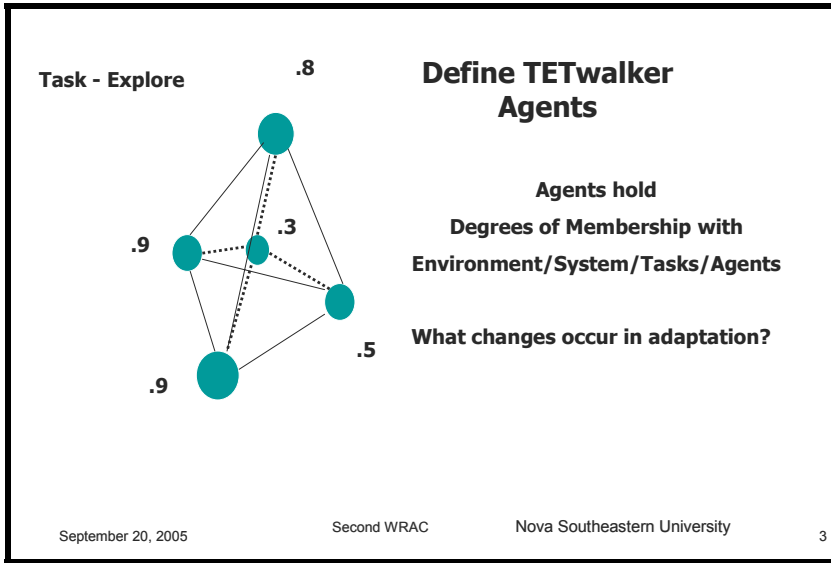 Task - Explore
.8
Define TETwalker
Agents
Agents hold
.3
Degrees of Membership with
.9
Environment/System/Tasks/Agents
What changes occur in adaptation?
.5
.9
September 20, 2005
Second WRAC
Nova Southeastern University
3